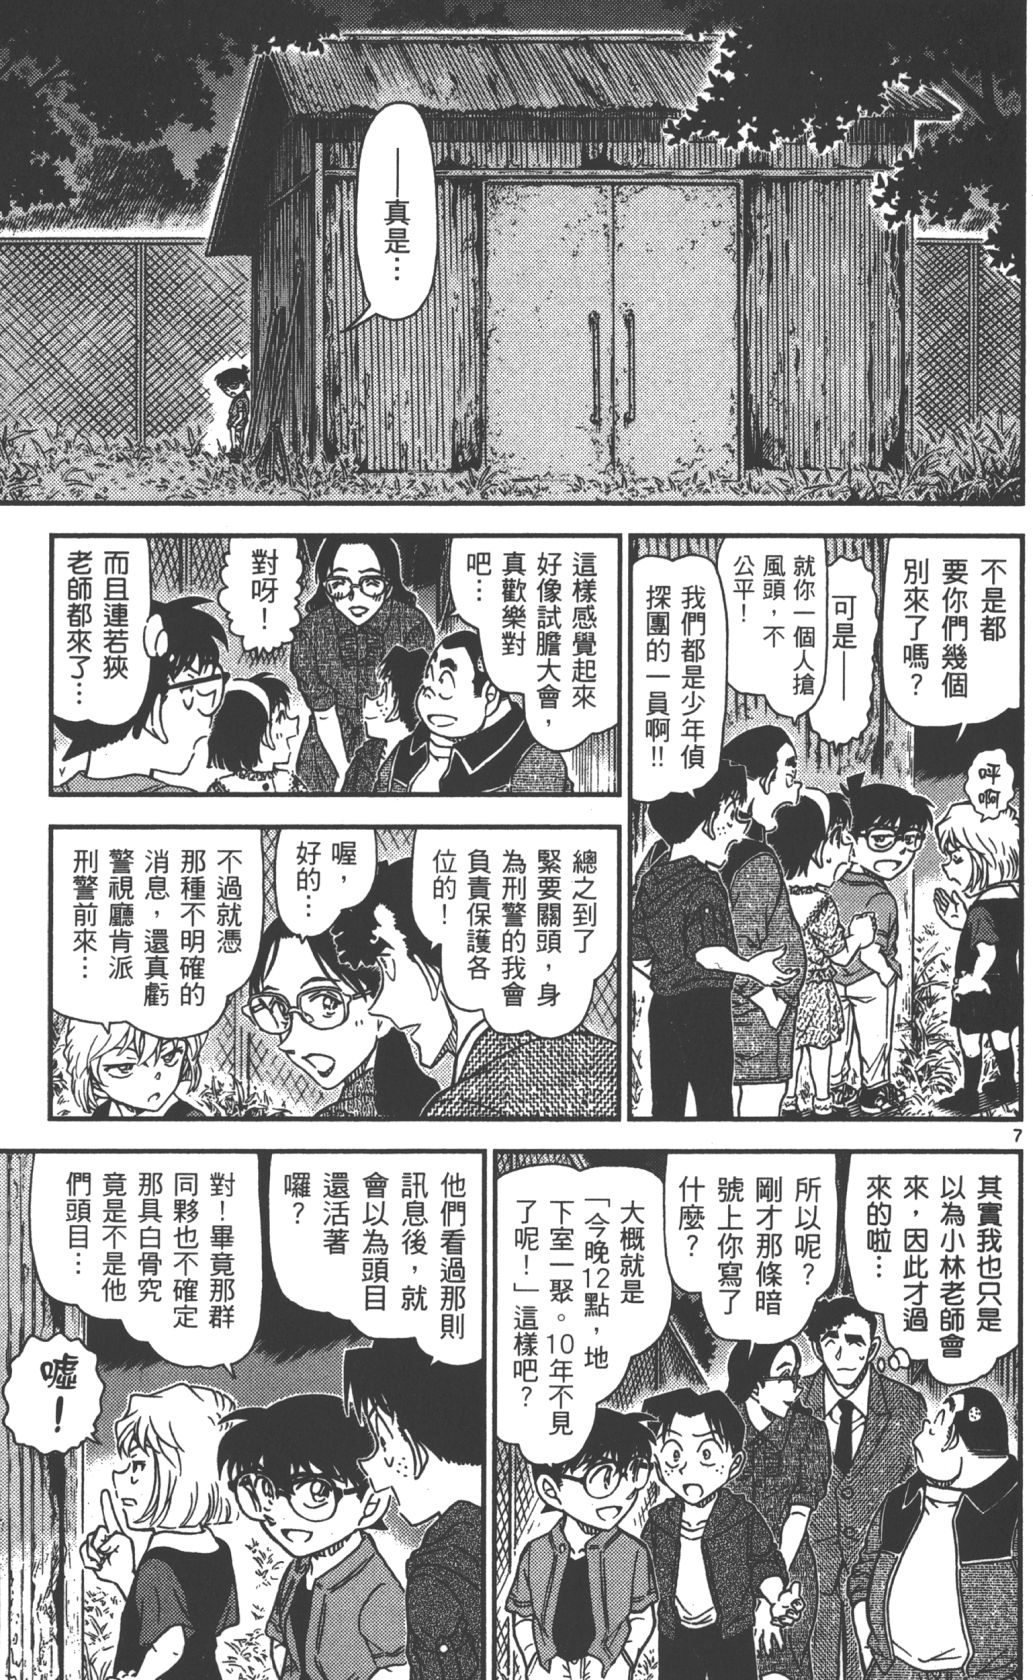 ——真是⋯
不是都
要你們幾個
別來了嗎？
呼啊
可是——
就你一個人搶
風頭，不
公平！
我們都是少年偵
探團的一員啊!!
這樣感覺起來
好像試膽大會，
真歡樂對
吧⋯
對呀！
而且連若狹
老師都來了⋯
總之到了
緊要關頭，身
為刑警的我會
負責保護各
位的！
喔，
好的⋯
不過就憑
那種不明確的
消息，還真虧
警視廳肯派
刑警前來⋯
7
其實我也只是
以為小林老師會
來，因此才過
來的啦⋯
所以呢？
剛才那條暗
號上你寫了
什麼？
大概就是
「今晚12點，地
下室一聚。10年不見
了呢！」這樣吧？
他們看過那則
訊息後，就
會以為頭目
還活著
囉？
對！畢竟那群
同夥也不確定
那具白骨究
竟是不是他
們頭目⋯
噓！